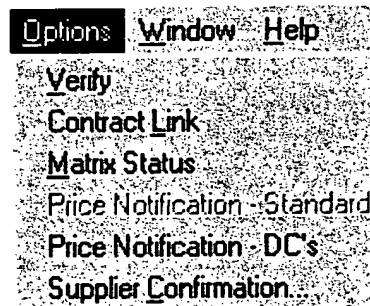 Options Window Help
Verify
Contract Link
Matrix Status
Price Notification - Standard
Price Notification - DC's
Supplier Confirmation...